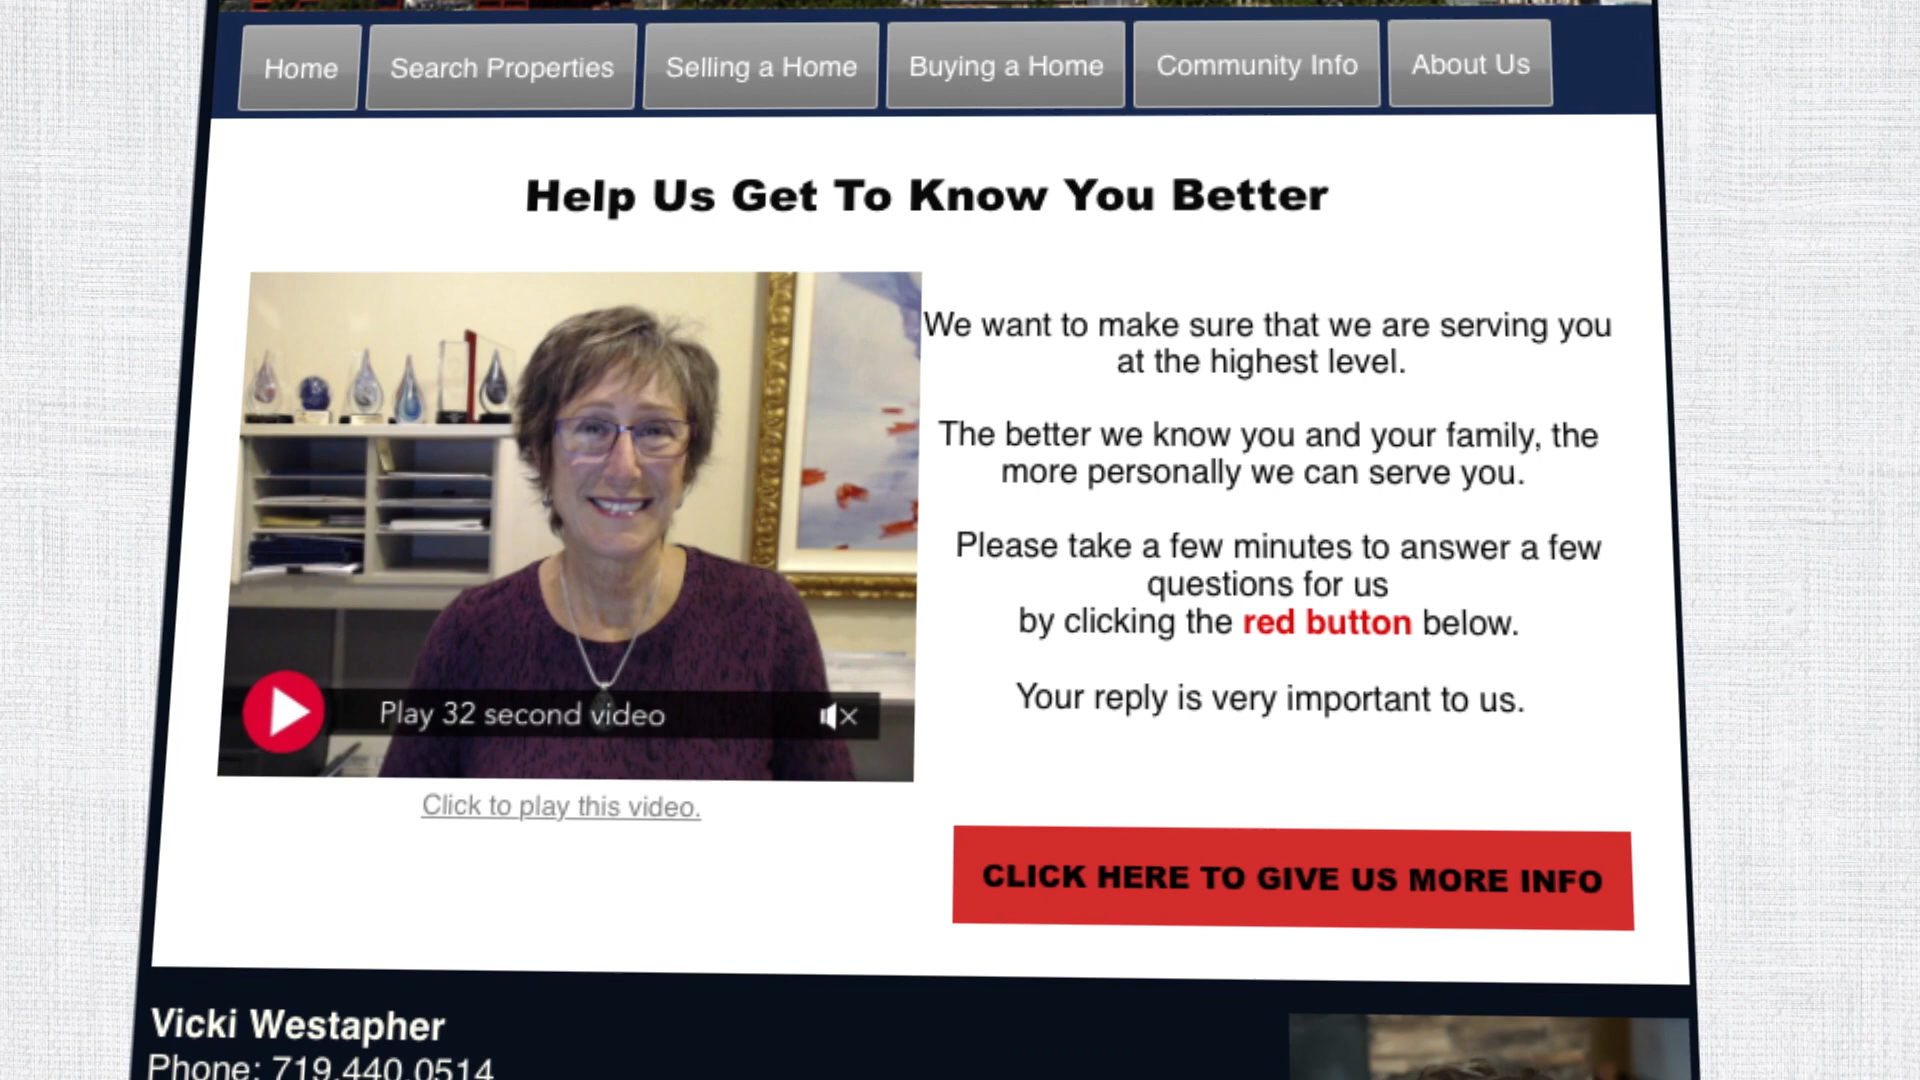 Home Search Properties Selling a Home Buying a Home Community Info About Us
Help Us Get To Know You Better
We want to make sure that we are serving you
at the highest level.
The better we know you and your family, the
more personally we can serve you.
Please take a few minutes to answer a few
questions for us
by clicking the red button below.
Your reply is very important to us.
Play 32 second video
Click to play this video.
CLICK HERE TO GIVE US MORE INFO
Vicki Westapher
Phone: 719.440.0514